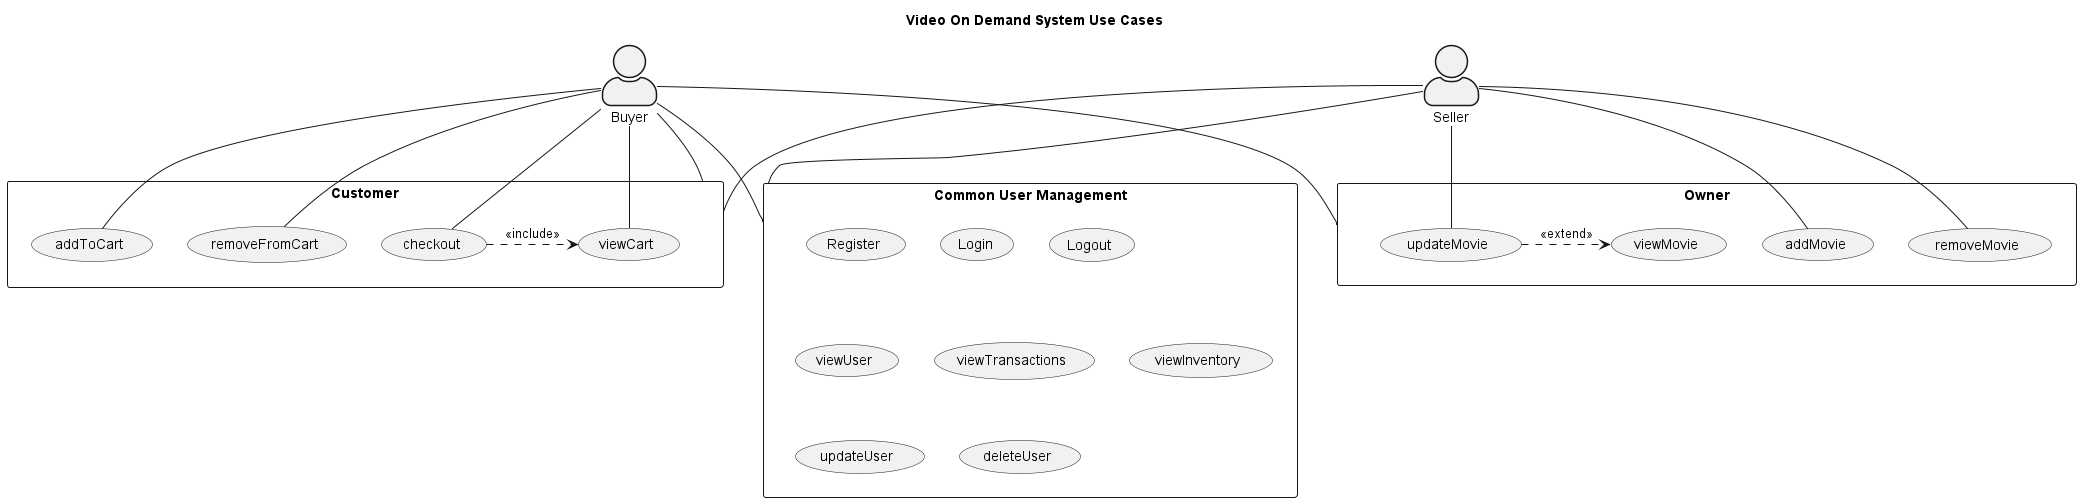 Video On Demand System Use Cases
Buyer
Seller
Customer
Common User Management
Owner
addToCart
removeFromCart
checkout
«include»
viewCart
Register
Login
Logout
updateMovie
«extend»
viewMovie
addMovie
removeMovie
viewUser
viewTransactions
viewInventory
updateUser
deleteUser